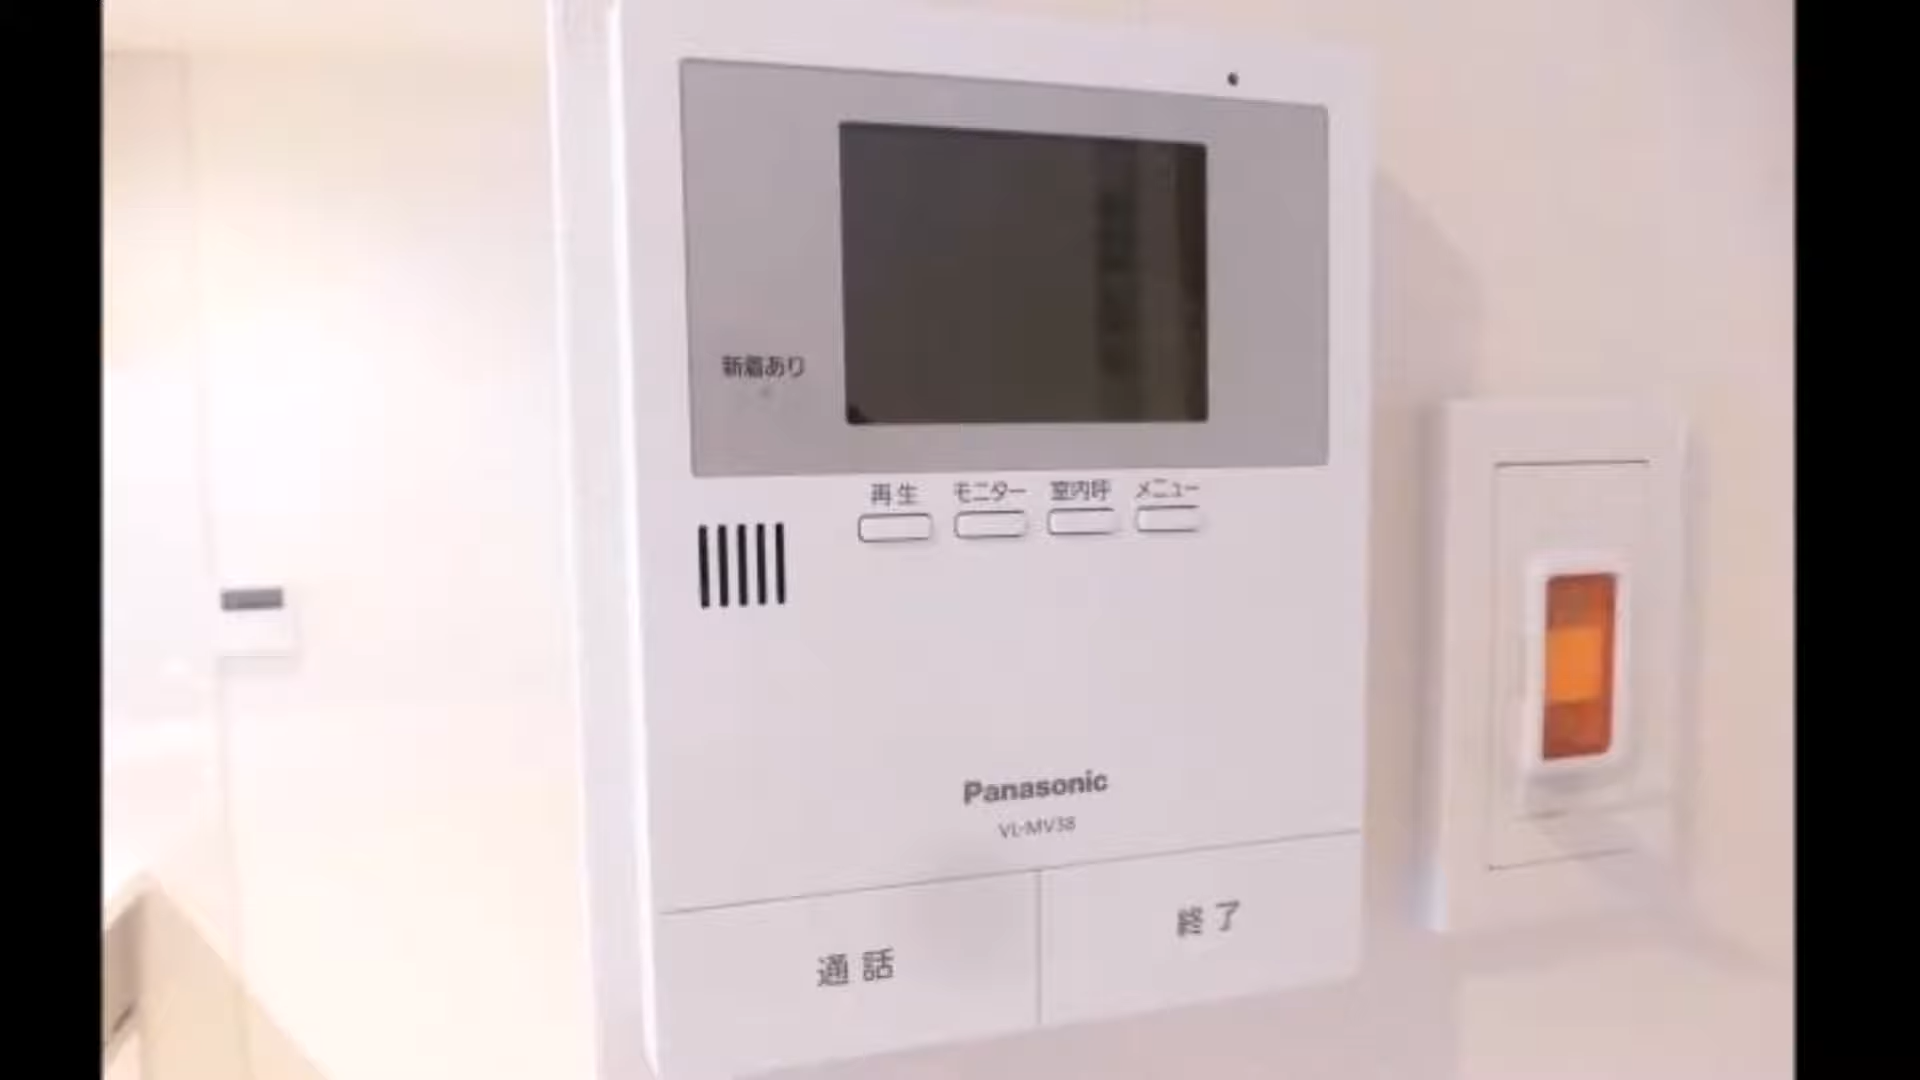 新着あり
再生 モニター 室内呼 メニュー
Panasonic
VL-MV38
通話
終了